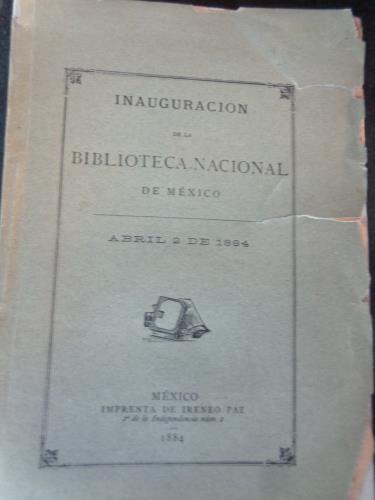 INAUGURACION
DE LA
BIBLIOTECA NACIONAL
DE MÉXICO
ABRIL 2 DE 1884
MÉXICO
IMPRENTA DE IRENEO PAZ
2ª de la Independencia núm. 2
1884